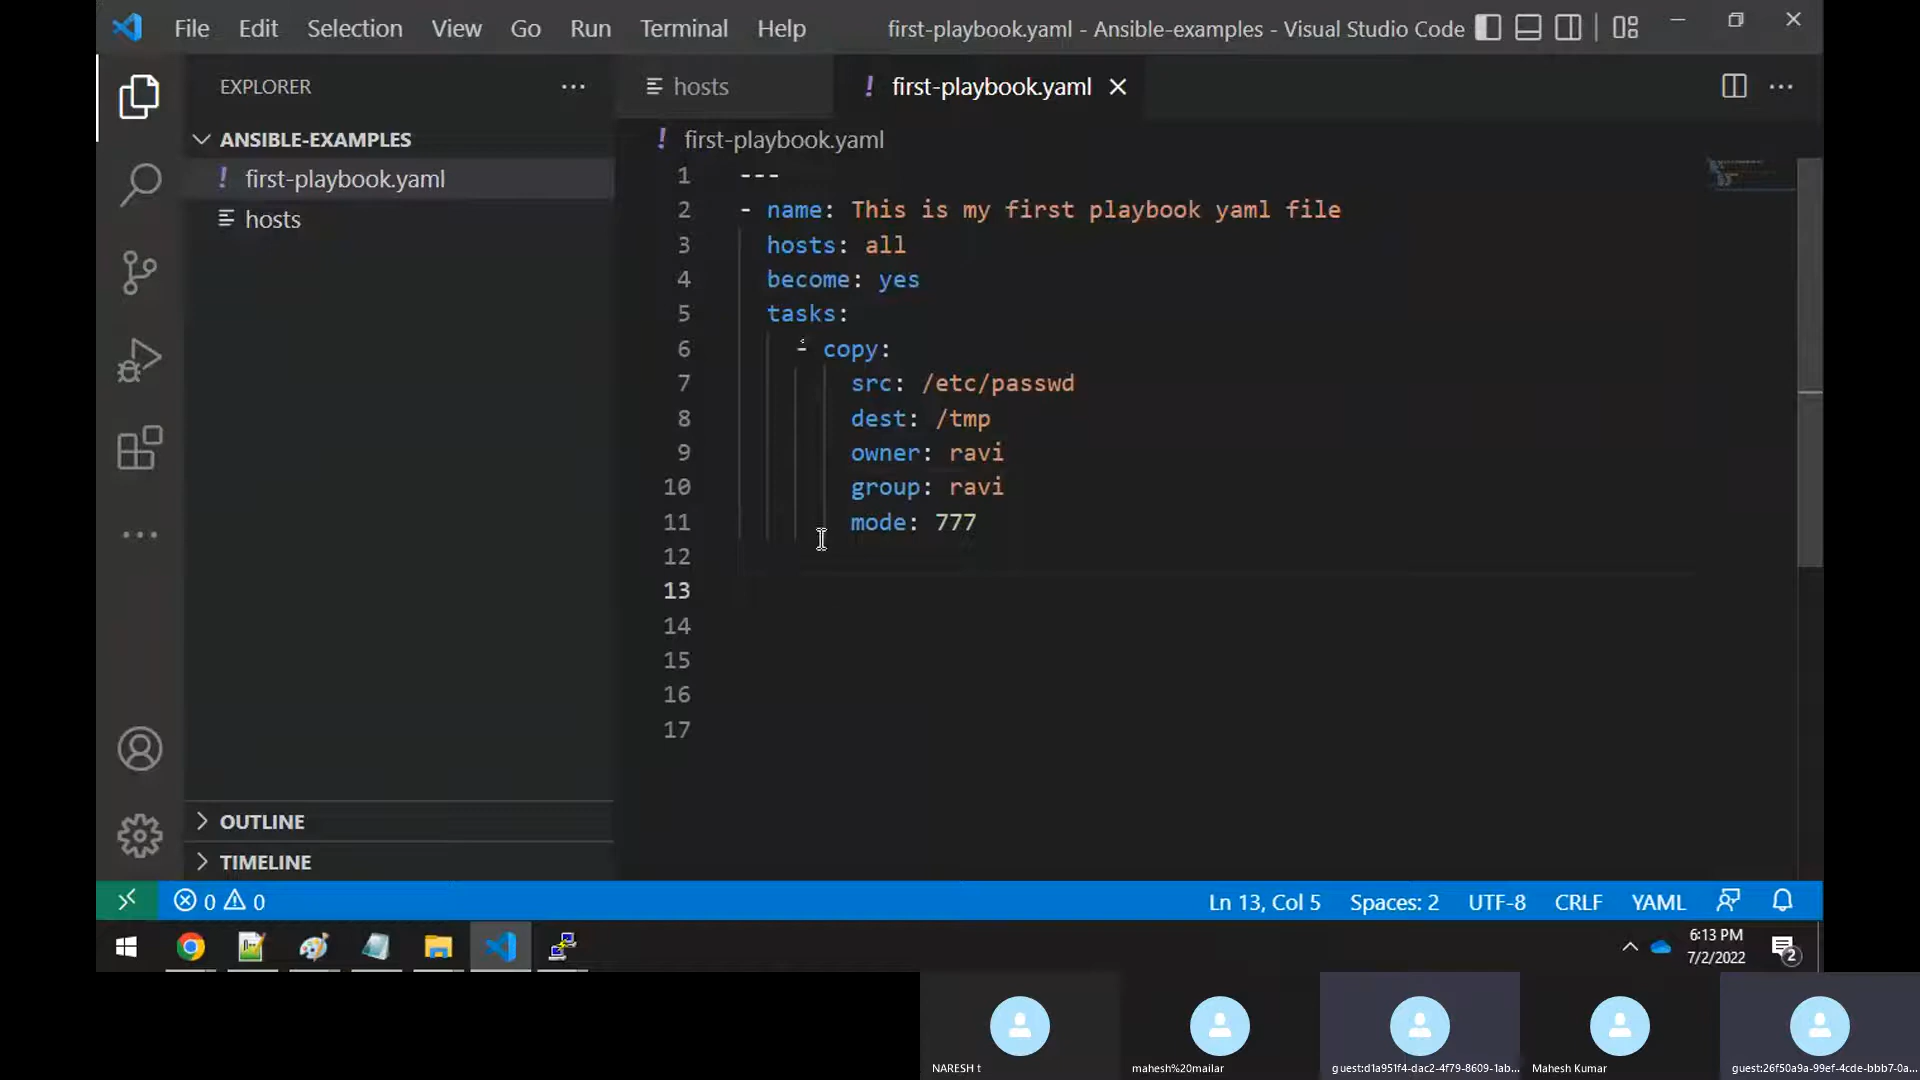 File Edit Selection View Go Run Terminal Help first-playbook.yaml - Ansible-examples - Visual Studio Code
EXPLORER
hosts
first-playbook.yaml
ANSIBLE-EXAMPLES
first-playbook.yaml
hosts
first-playbook.yaml
1 ---
2 - name: This is my first playbook yaml file
3 hosts: all
4 become: yes
5 tasks:
6 - copy:
7 src: /etc/passwd
8 dest: /tmp
9 owner: ravi
10 group: ravi
11 mode: 777
12
13
14
15
16
17
OUTLINE
TIMELINE
0 0 Ln 13, Col 5 Spaces: 2 UTF-8 CRLF YAML
6:13 PM
7/2/2022
2
NARESH t
mahesh%20mailar
guest:d1a951f4-dac2-4f79-8609-1ab...
Mahesh Kumar
guest:26f50a9a-99ef-4cde-bbb7-0a...